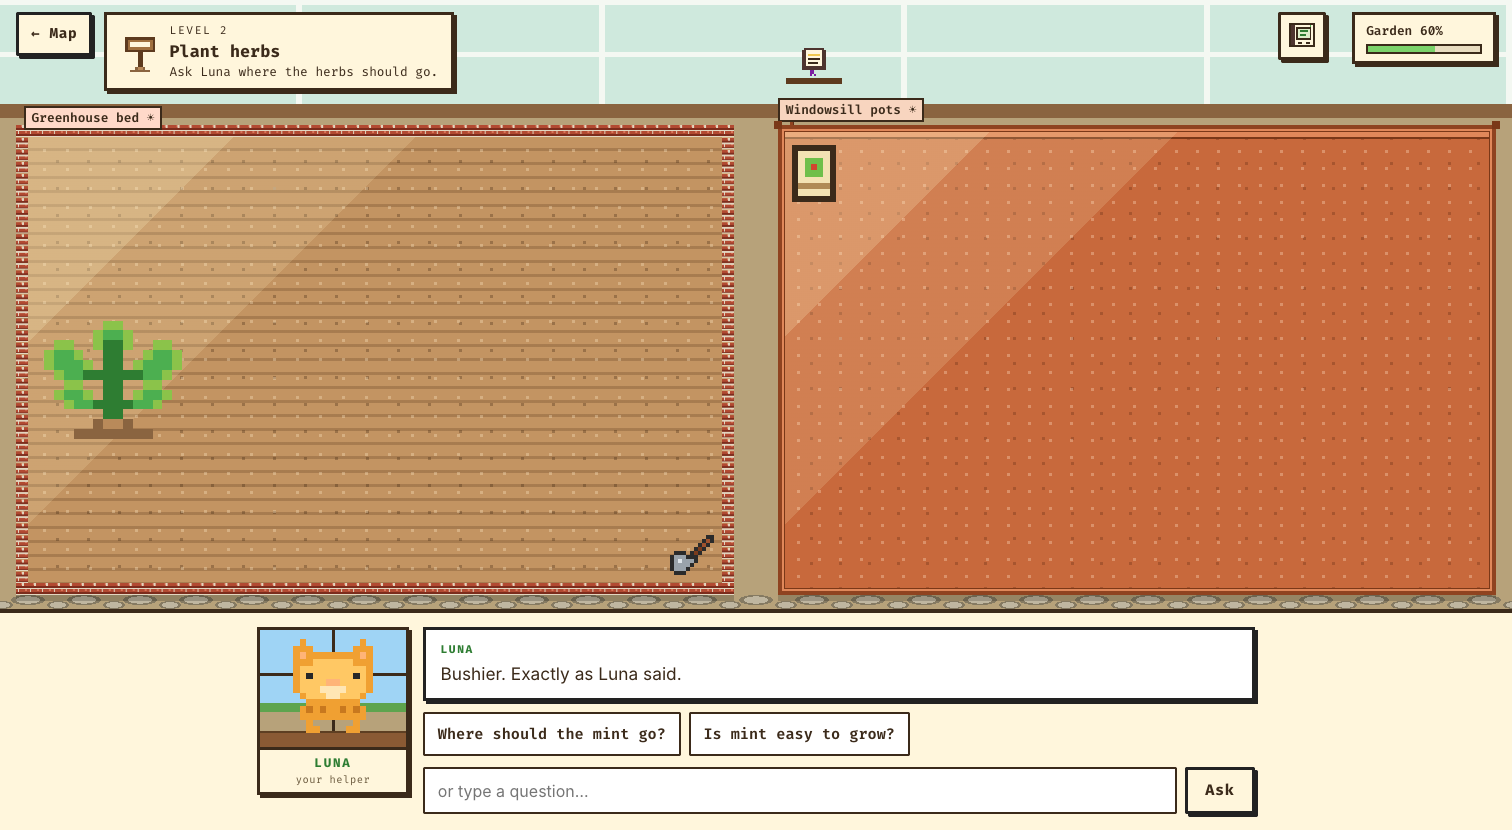 ← Map
LEVEL 2
Plant herbs
Ask Luna where the herbs should go.
Garden 60%
Greenhouse bed ☀
Windowsill pots ☀
LUNA
your helper
LUNA
Bushier. Exactly as Luna said.
Where should the mint go?
Is mint easy to grow?
or type a question...
Ask